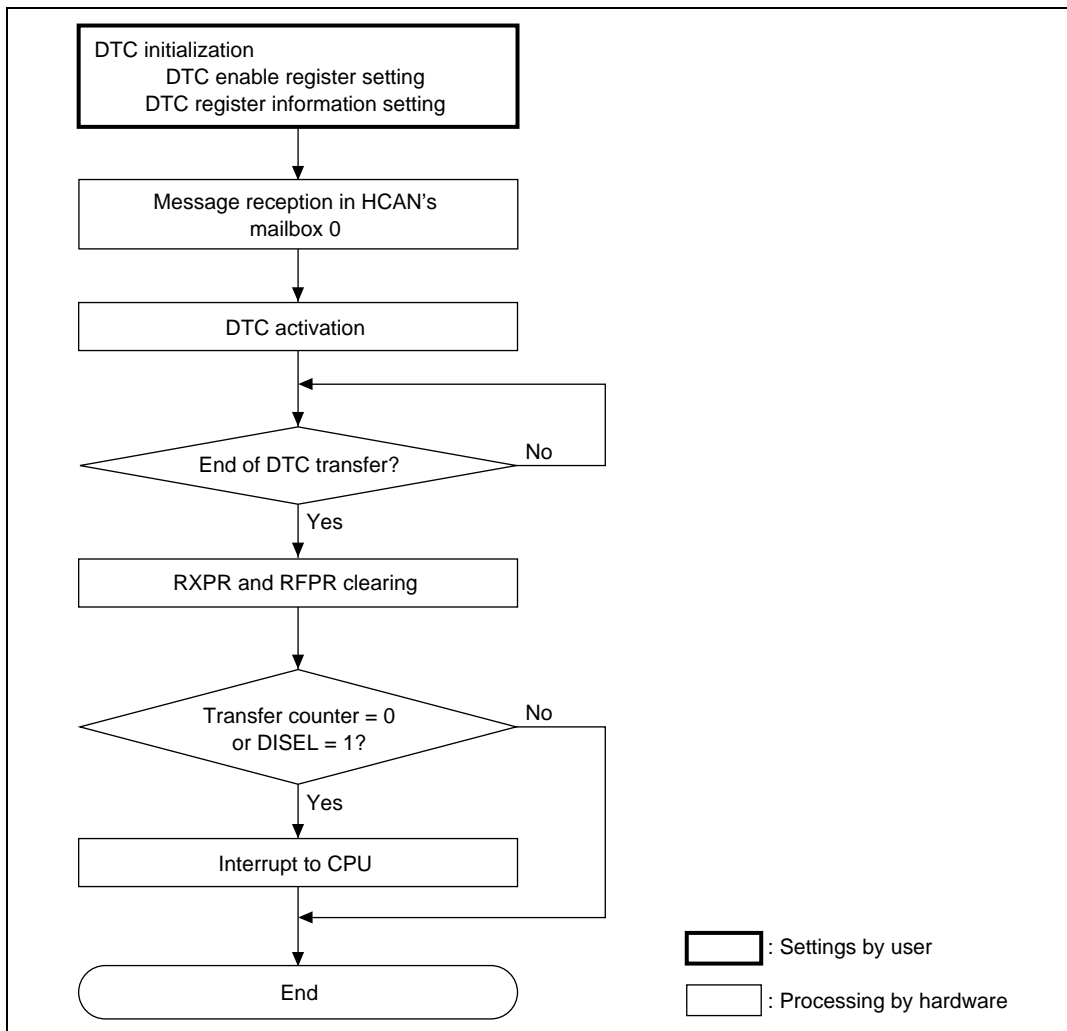 DTC initialization
DTC enable register setting
DTC register information setting
Message reception in HCAN's
mailbox 0
DTC activation
End of DTC transfer?
No
Yes
RXPR and RFPR clearing
Transfer counter = 0
or DISEL = 1?
No
Yes
Interrupt to CPU
End
: Settings by user
: Processing by hardware